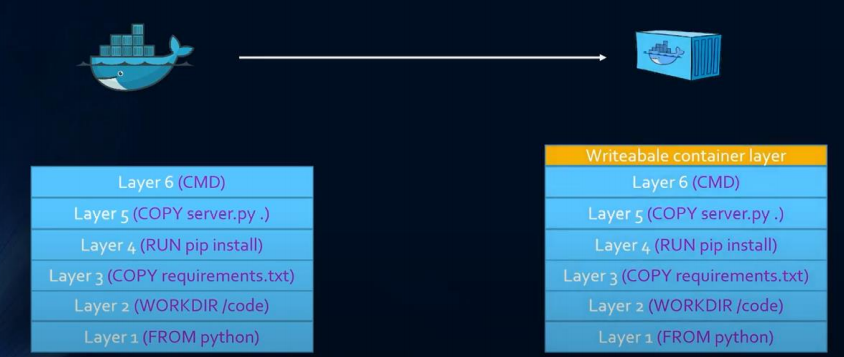 Layer 6 (CMD)
Layer 5 (COPY server.py .)
Layer 4 (RUN pip install)
Layer 3 (COPY requirements.txt)
Layer 2 (WORKDIR /code)
Layer 1 (FROM python)
Writeabale container layer
Layer 6 (CMD)
Layer 5 (COPY server.py .)
Layer 4 (RUN pip install)
Layer 3 (COPY requirements.txt)
Layer 2 (WORKDIR /code)
Layer 1 (FROM python)